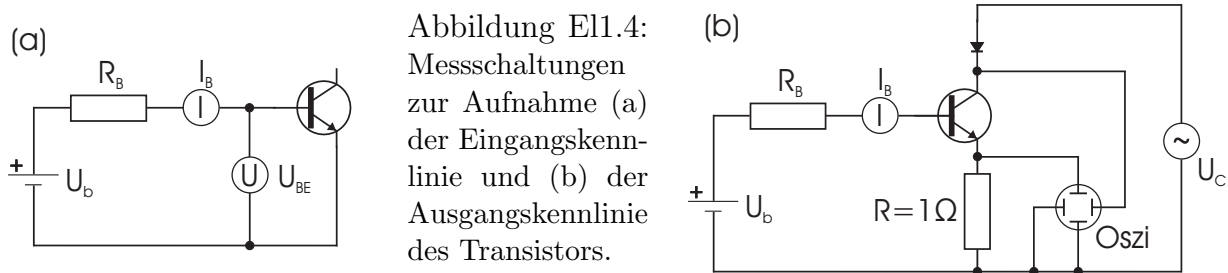 (a)
R_B
I_B
I
+
U_b
U
U_BE
Abbildung El1.4:
Messschaltungen
zur Aufnahme (a)
der Eingangskenn-
linie und (b) der
Ausgangskennlinie
des Transistors.
(b)
R_B
I_B
I
+
U_b
R=1Ω
Oszi
~
U_C